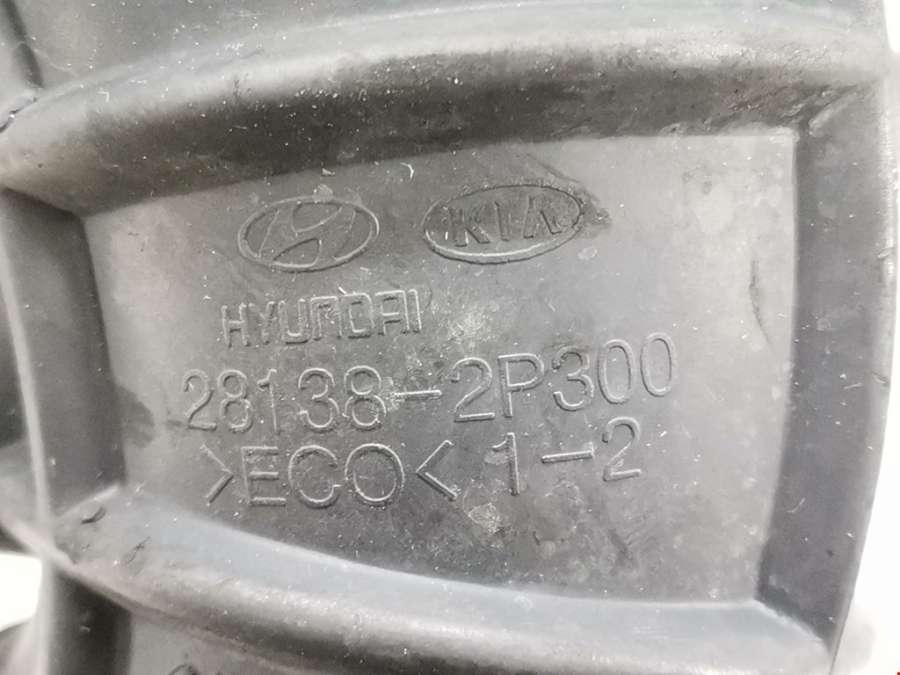 KIA
HYUNDAI
28138-2P300
>ECO< 1-2